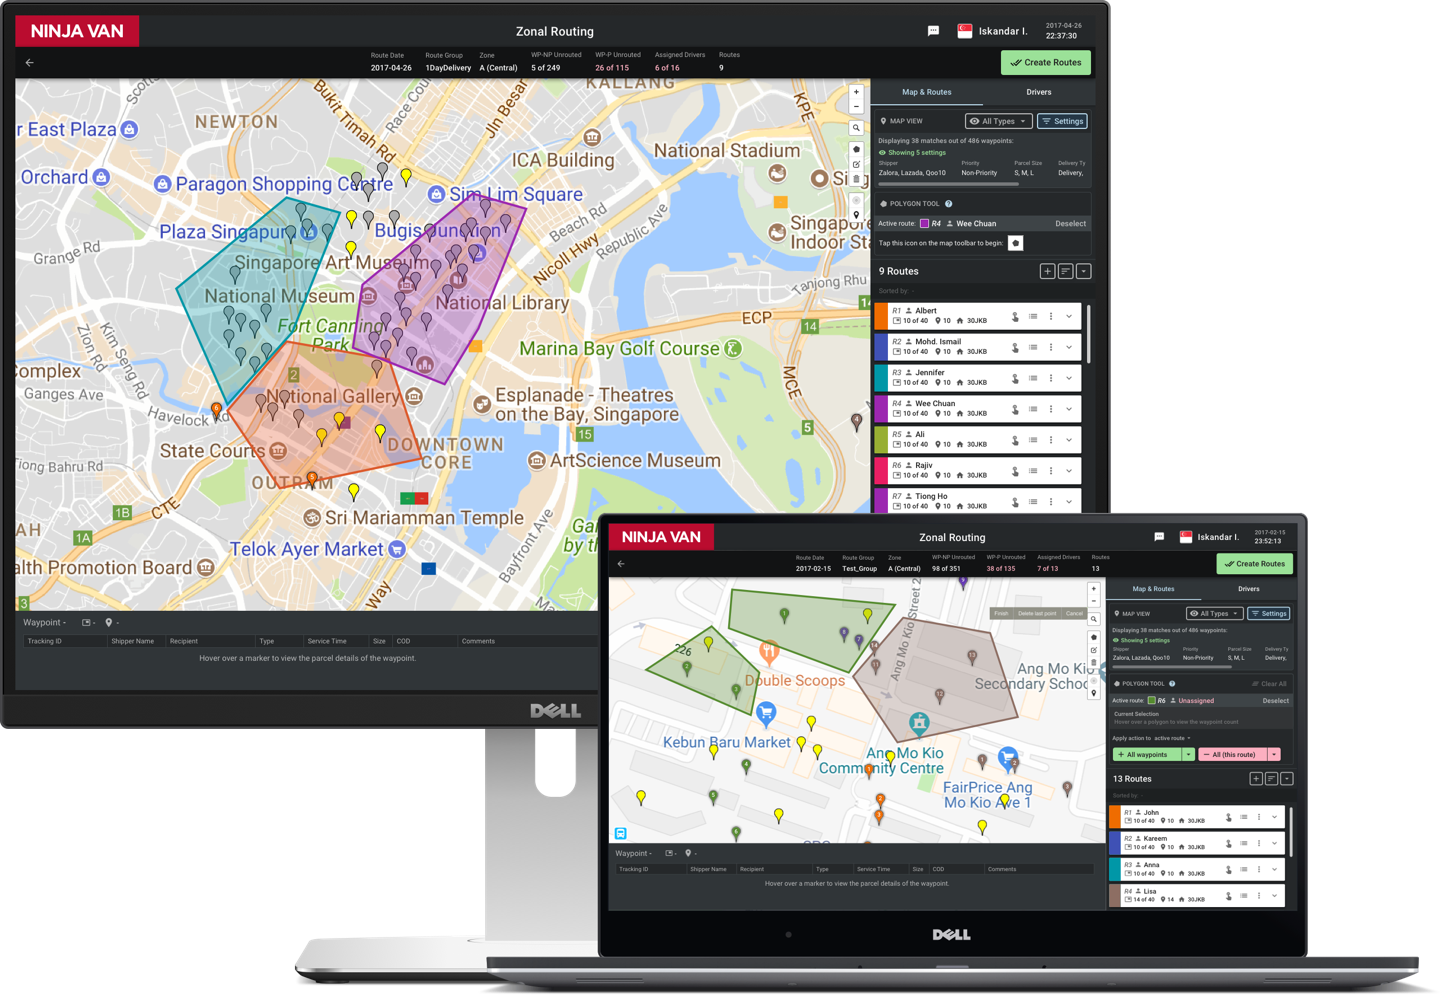 NINJA VAN
Zonal Routing
Iskandar I.
2017-04-26
22:37:30
Route Date
2017-04-26
Route Group
1DayDelivery
Zone
A (Central)
WP-NP Unrouted
5 of 249
WP-P Unrouted
26 of 115
Assigned Drivers
6 of 16
Routes
9
Create Routes
KALLANG
Bukit Timah Rd
Race Cou
Jln Besar
KPE
r East Plaza
NEWTON
ICA Building
National Stadium
Orchard
Paragon Shopping Centre
Sim Lim Square
Sing
Plaza Singapura
Bugis Junction
Beach Rd
Republic Ave
Singapore
Indoor Sta
Grange Rd
Singapore Art Museum
Nicoll Hwy
National Museum
National Library
Tanjong Rhu
Zion Rd
Kim Seng Rd
Fort Canning
Park
ECP
14
14
Marina Bay Golf Course
Complex
Ganges Ave
2
National Gallery
Esplanade - Theatres
on the Bay, Singapore
MCE
Havelock Rd
6
4
5
State Courts
DOWNTOWN
CORE
15
Tiong Bahru Rd
ArtScience Museum
OUTRAM
CTE
1B
AH
1A
Sri Mariamman Temple
Bayfront Ave
Ga
by th
Telok Ayer Market
alth Promotion Board
3
Way
+
−
Map & Routes
Drivers
MAP VIEW
All Types
Settings
Displaying 38 matches out of 486 waypoints:
Showing 5 settings
Shipper
Priority
Parcel Size
Delivery Ty
Zalora, Lazada, Qoo10
Non-Priority
S, M, L
Delivery,
POLYGON TOOL
Active route: R4 Wee Chuan
Deselect
Tap this icon on the map toolbar to begin:
9 Routes
Sorted by: -
R1 Albert
10 of 40 10 30JKB
R2 Mohd. Ismail
10 of 40 10 30JKB
R3 Jennifer
10 of 40 10 30JKB
R4 Wee Chuan
10 of 40 10 30JKB
R5 Ali
10 of 40 10 30JKB
R6 Rajiv
10 of 40 10 30JKB
R7 Tiong Ho
10 of 40 10 30JKB
Waypoint -
Tracking ID
Shipper Name
Recipient
Type
Service Time
Size
COD
Comments
Hover over a marker to view the parcel details of the waypoint.
DELL
NINJA VAN
Zonal Routing
Iskandar I.
2017-02-15
23:52:13
Route Date
2017-02-15
Route Group
Test_Group
Zone
A (Central)
WP-NP Unrouted
98 of 351
WP-P Unrouted
38 of 135
Assigned Drivers
7 of 13
Routes
13
Create Routes
Finish
Delete last point
Cancel
Ang Mo Kio Street 2
226
Double Scoops
Ang Mo Kio
Secondary School
Kebun Baru Market
Ang Mo Kio
Community Centre
FairPrice Ang
Mo Kio Ave 1
+
−
Map & Routes
Drivers
MAP VIEW
All Types
Settings
Displaying 38 matches out of 486 waypoints:
Showing 5 settings
Shipper
Priority
Parcel Size
Delivery Ty
Zalora, Lazada, Qoo10
Non-Priority
S, M, L
Delivery,
POLYGON TOOL
Clear All
Active route: R6 Unassigned
Deselect
Current Selection
Hover over a polygon to view the waypoint count
Apply action to active route
+ All waypoints
− All (this route)
13 Routes
Sorted by:
R1 John
10 of 40 10 30JKB
R2 Kareem
10 of 40 10 30JKB
R3 Anna
10 of 40 10 30JKB
R4 Lisa
14 of 40 14 30JKB
Waypoint -
Tracking ID
Shipper Name
Recipient
Type
Service Time
Size
COD
Comments
Hover over a marker to view the parcel details of the waypoint.
DELL